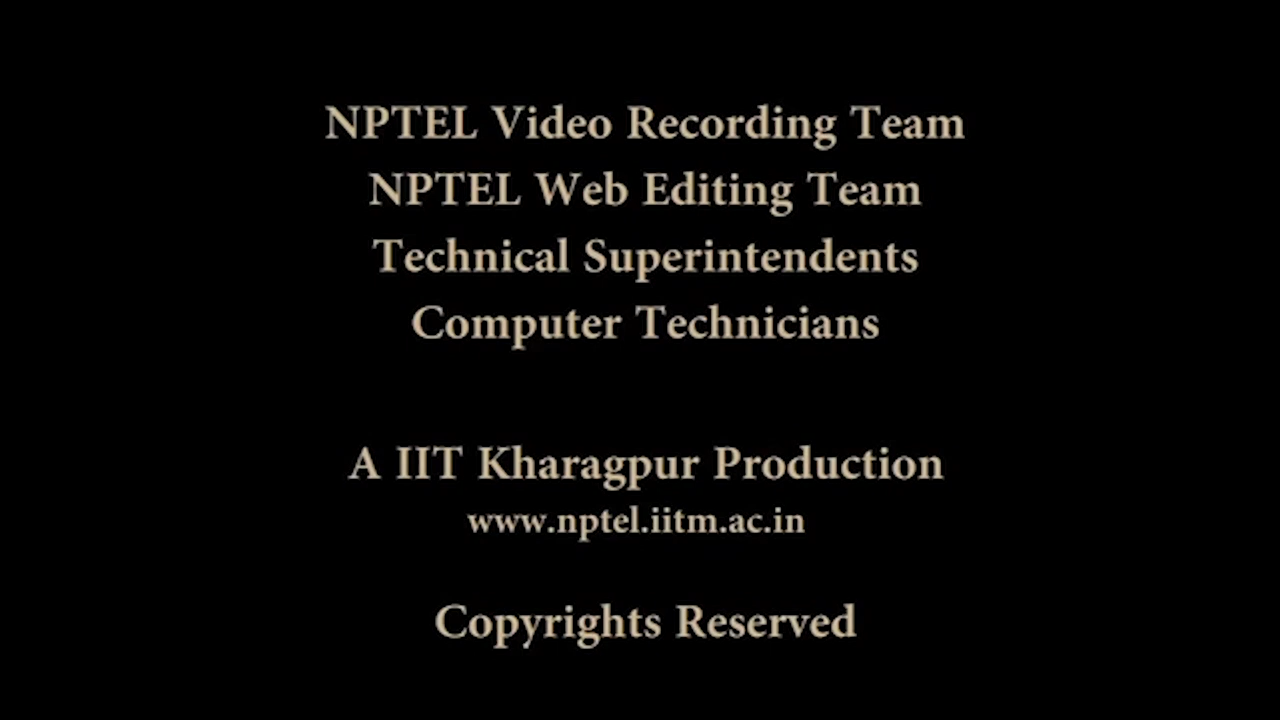 NPTEL Video Recording Team
NPTEL Web Editing Team
Technical Superintendents
Computer Technicians
A IIT Kharagpur Production
www.nptel.iitm.ac.in
Copyrights Reserved